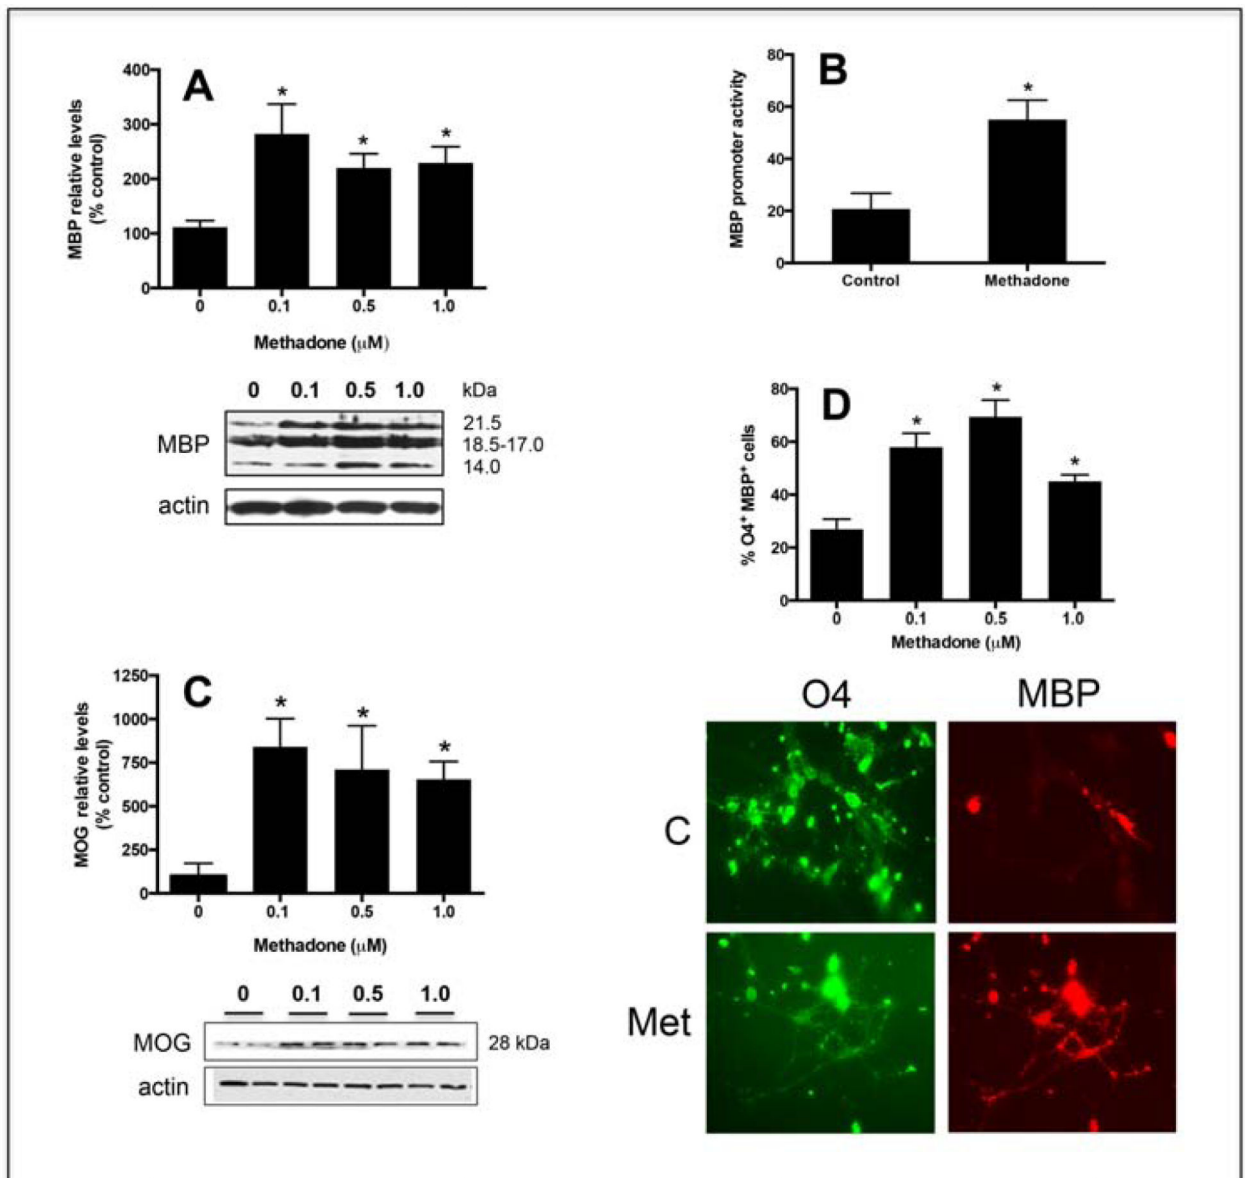 A
MBP relative levels
(% control)
400
300
200
100
0
*
*
*
0 0.1 0.5 1.0
Methadone (μM)
0 0.1 0.5 1.0 kDa
MBP
21.5
18.5-17.0
14.0
actin
B
MBP promoter activity
80
60
40
20
0
*
Control Methadone
C
MOG relative levels
(% control)
1250
1000
750
500
250
0
*
*
*
0 0.1 0.5 1.0
Methadone (μM)
0 0.1 0.5 1.0
MOG 28 kDa
actin
D
% O4⁺ MBP⁺ cells
80
60
40
20
0
*
*
*
0 0.1 0.5 1.0
Methadone (μM)
O4 MBP
C
Met